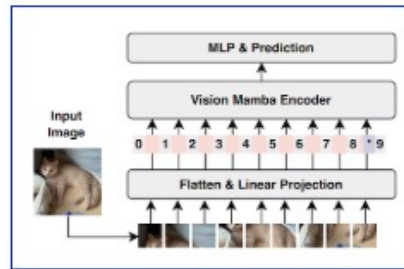 MLP & Prediction
Vision Mamba Encoder
Input
Image
0 1 2 3 4 5 6 7 8 * 9
Flatten & Linear Projection